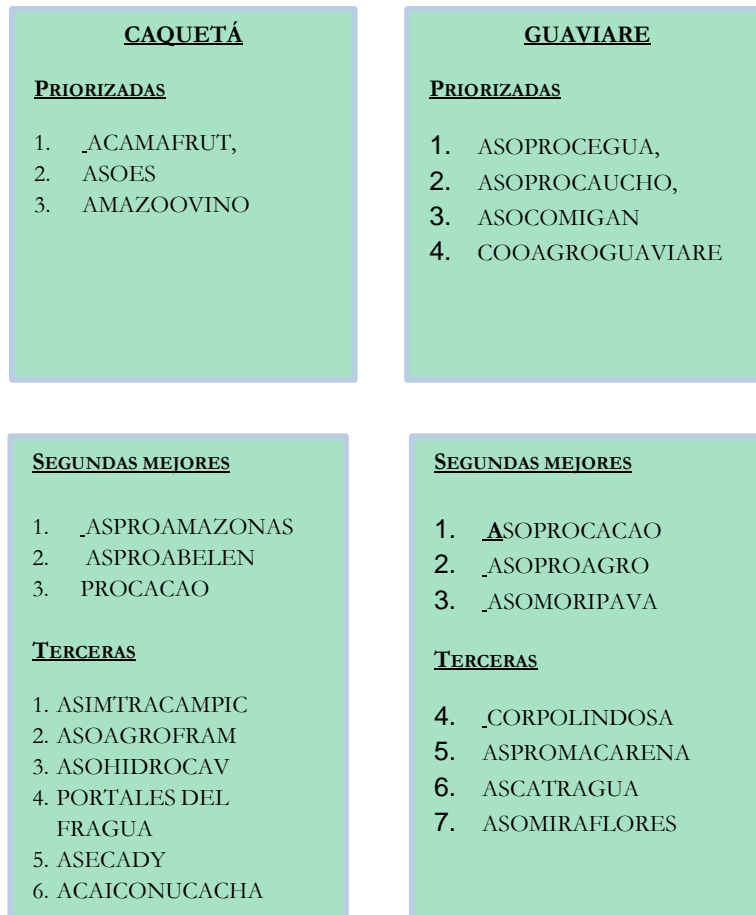 CAQUETÁ
PRIORIZADAS
1. ACAMAFRUT,
2. ASOES
3. AMAZOOVINO
GUAVIARE
PRIORIZADAS
1. ASOPROCEGUA,
2. ASOPROCAUCHO,
3. ASOCOMIGAN
4. COOAGROGUAVIARE
SEGUNDAS MEJORES
1. ASPROAMAZONAS
2. ASPROABELEN
3. PROCACAO
TERCERAS
1. ASIMTRACAMPIC
2. ASOAGROFRAM
3. ASOHIDROCAV
4. PORTALES DEL
FRAGUA
5. ASECADY
6. ACAICONUCACHA
SEGUNDAS MEJORES
1. ASOPROCACAO
2. ASOPROAGRO
3. ASOMORIPAVA
TERCERAS
4. CORPOLINDOSA
5. ASPROMACARENA
6. ASCATRAGUA
7. ASOMIRAFLORES